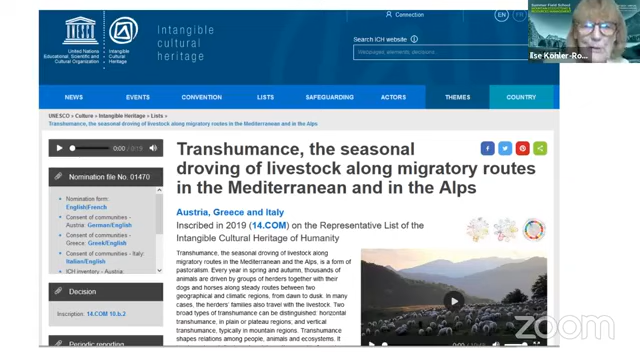 Summer Field School
Connection
EN
FR
United Nations
Educational, Scientific and
Cultural Organization
Intangible
Cultural
Heritage
Intangible
cultural
heritage
Search ICH website
Webpages, elements, decisions...
Ilse Köhler-Ro...
NEWS
EVENTS
CONVENTION
LISTS
SAFEGUARDING
ACTORS
THEMES
COUNTRY
UNESCO » Culture » Intangible Heritage » Lists »
Transhumance, the seasonal droving of livestock along migratory routes in the Mediterranean and in the Alps
0:00 / 0:19
Nomination file No. 01470
Nomination form:
English|French
Consent of communities -
Austria: German/English
Consent of communities -
Greece: Greek/English
Consent of communities - Italy:
Italian/English
ICH inventory - Austria:
Decision
Inscription: 14.COM 10.b.2
Periodic reporting
Transhumance, the seasonal
droving of livestock along migratory routes
in the Mediterranean and in the Alps
Austria, Greece and Italy
Inscribed in 2019 (14.COM) on the Representative List of the
Intangible Cultural Heritage of Humanity
Transhumance, the seasonal droving of livestock along
migratory routes in the Mediterranean and in the Alps, is a form
of pastoralism. Every year in spring and autumn, thousands of
animals are driven by groups of herders together with their
dogs and horses along steady routes between two
geographical and climatic regions, from dawn to dusk. In many
cases, the herders' families also travel with the livestock. Two
broad types of transhumance can be distinguished: horizontal
transhumance, in plain or plateau regions; and vertical
transhumance, typically in mountain regions. Transhumance
shapes relations among people, animals and ecosystems. It
zoom